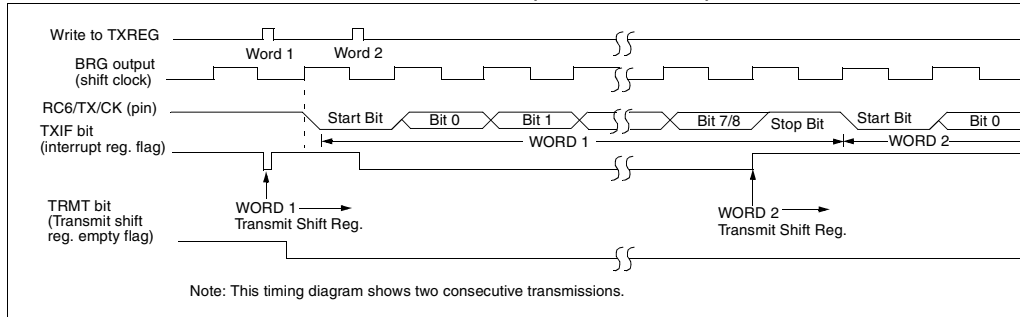 Write to TXREG
Word 1
Word 2
BRG output
(shift clock)
RC6/TX/CK (pin)
Start Bit
Bit 0
Bit 1
Bit 7/8
Stop Bit
Start Bit
Bit 0
WORD 1
WORD 2
TXIF bit
(interrupt reg. flag)
WORD 1
Transmit Shift Reg.
WORD 2
Transmit Shift Reg.
TRMT bit
(Transmit shift
reg. empty flag)
Note: This timing diagram shows two consecutive transmissions.